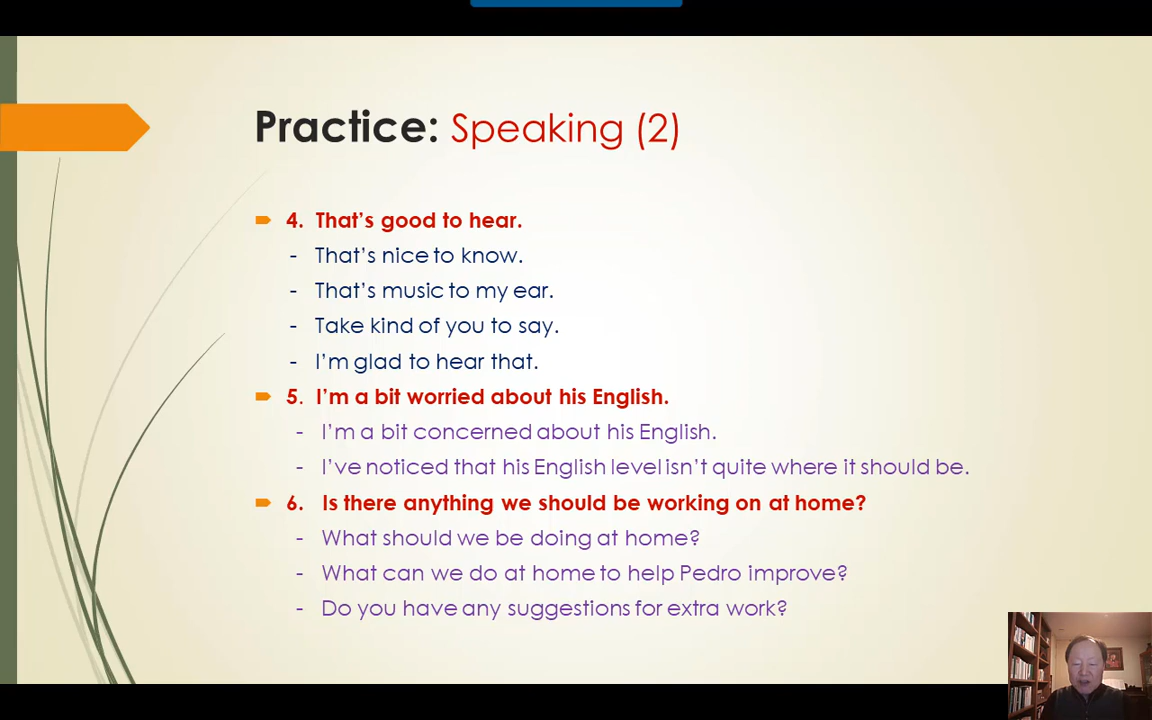 Practice: Speaking (2)
4. That's good to hear.
- That's nice to know.
- That's music to my ear.
- Take kind of you to say.
- I'm glad to hear that.
5. I'm a bit worried about his English.
- I'm a bit concerned about his English.
- I've noticed that his English level isn't quite where it should be.
6. Is there anything we should be working on at home?
- What should we be doing at home?
- What can we do at home to help Pedro improve?
- Do you have any suggestions for extra work?